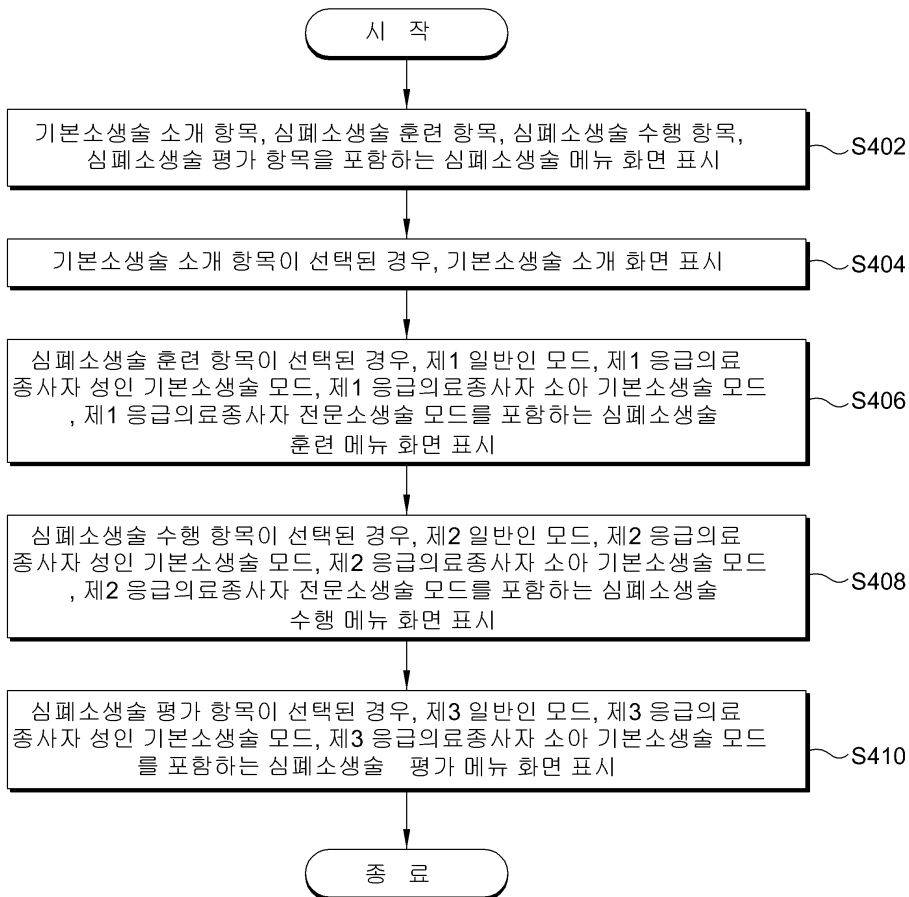 시 작
기본소생술 소개 항목, 심폐소생술 훈련 항목, 심폐소생술 수행 항목,
심폐소생술 평가 항목을 포함하는 심폐소생술 메뉴 화면 표시
S402
기본소생술 소개 항목이 선택된 경우, 기본소생술 소개 화면 표시
S404
심폐소생술 훈련 항목이 선택된 경우, 제1 일반인 모드, 제1 응급의료
종사자 성인 기본소생술 모드, 제1 응급의료종사자 소아 기본소생술 모드
, 제1 응급의료종사자 전문소생술 모드를 포함하는 심폐소생술
훈련 메뉴 화면 표시
S406
심폐소생술 수행 항목이 선택된 경우, 제2 일반인 모드, 제2 응급의료
종사자 성인 기본소생술 모드, 제2 응급의료종사자 소아 기본소생술 모드
, 제2 응급의료종사자 전문소생술 모드를 포함하는 심폐소생술
수행 메뉴 화면 표시
S408
심폐소생술 평가 항목이 선택된 경우, 제3 일반인 모드, 제3 응급의료
종사자 성인 기본소생술 모드, 제3 응급의료종사자 소아 기본소생술 모드
를 포함하는 심폐소생술 평가 메뉴 화면 표시
S410
종 료